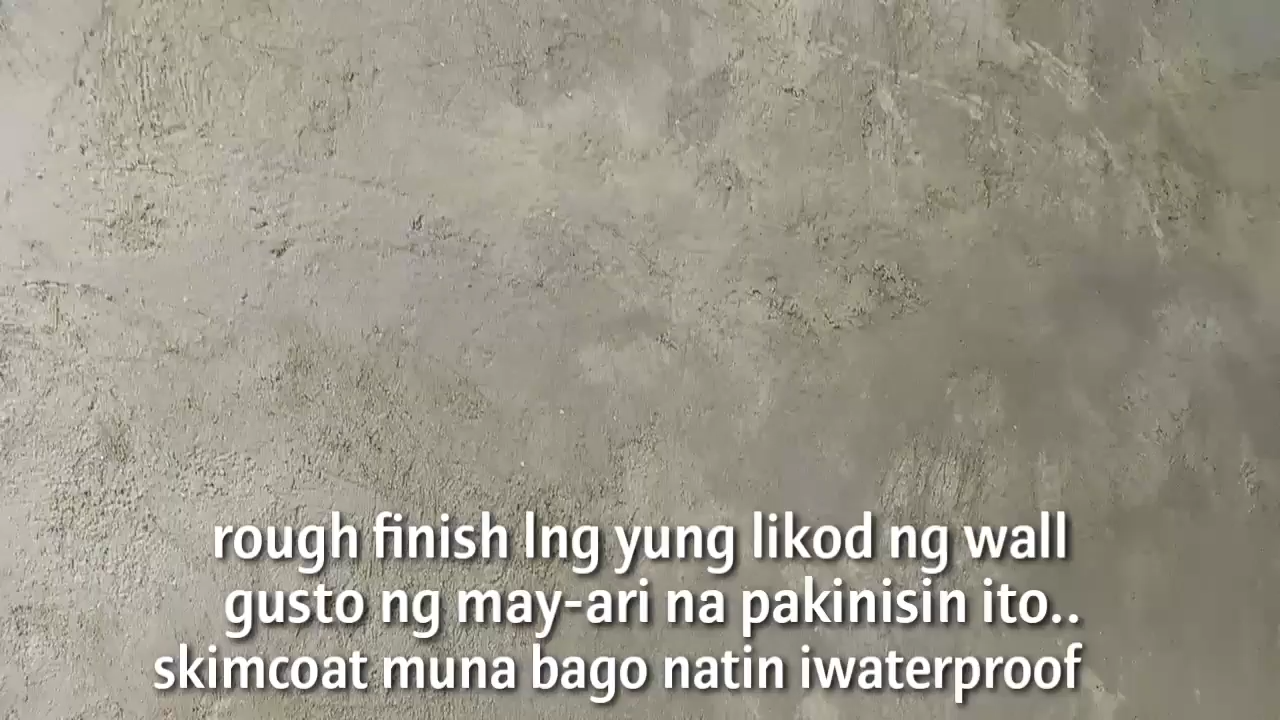 rough finish lng yung likod ng wall
gusto ng may-ari na pakinisin ito..
skimcoat muna bago natin iwaterproof